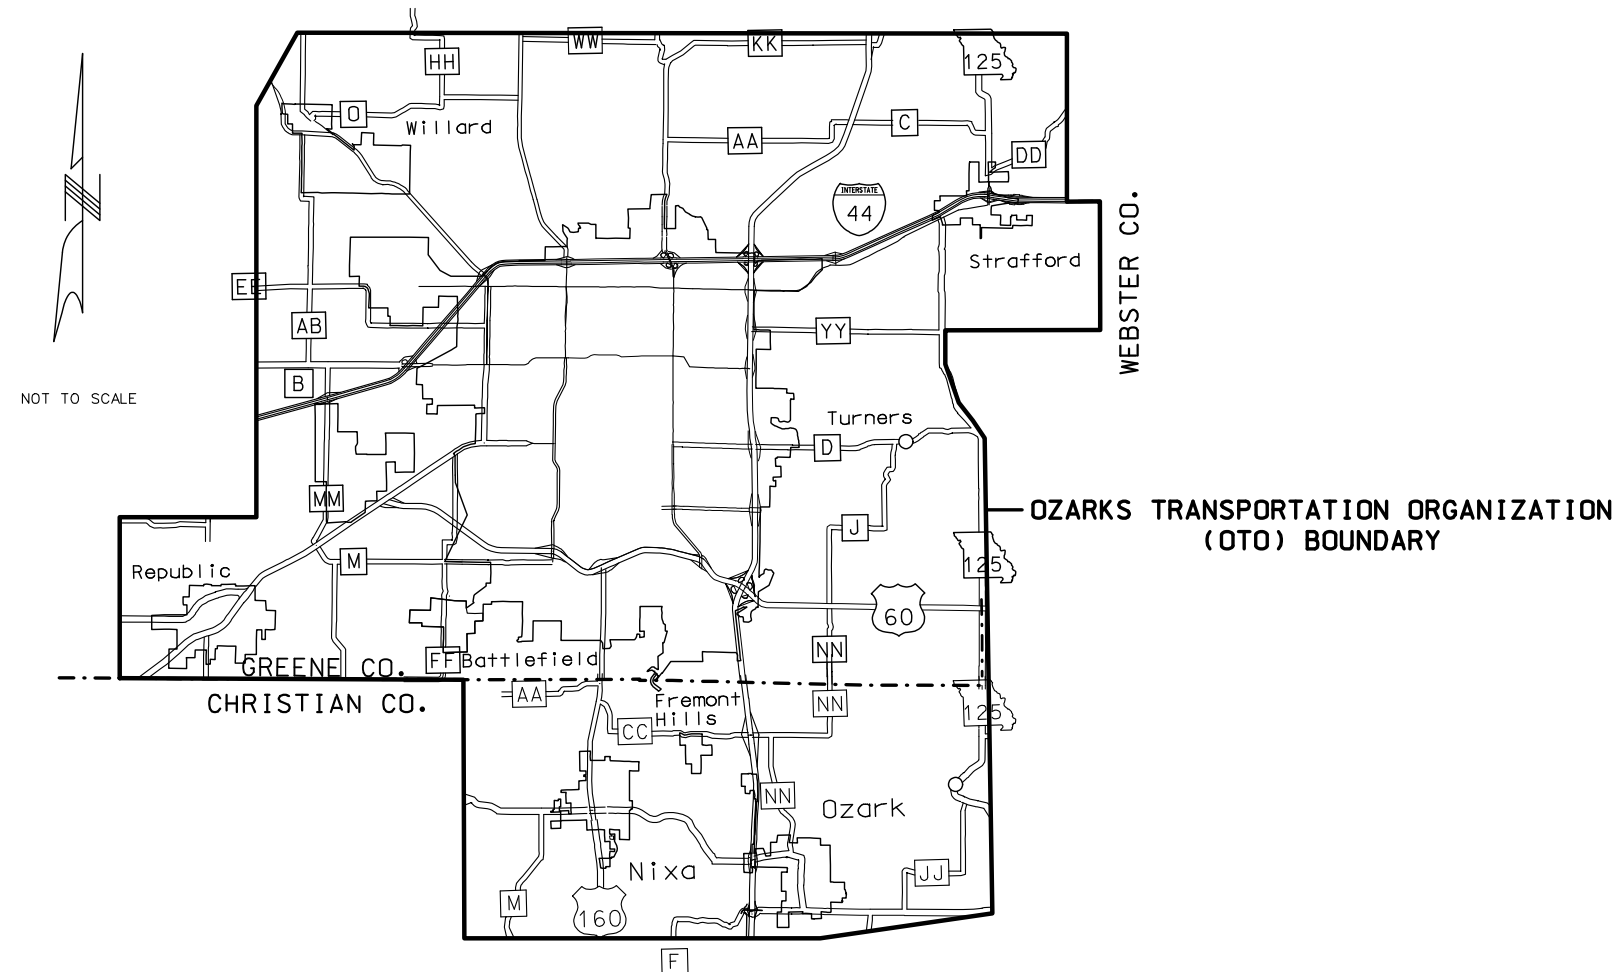 WW
KK
HH
125
O
Willard
C
AA
DD
INTERSTATE
44
WEBSTER CO.
Strafford
EE
AB
YY
B
NOT TO SCALE
Turners
D
MM
OZARKS TRANSPORTATION ORGANIZATION
(OTO) BOUNDARY
J
M
Republic
125
60
NN
GREENE CO.
FF
Battlefield
CHRISTIAN CO.
AA
Fremont
Hills
NN
125
CC
NN
Ozark
Nixa
JJ
M
160
F